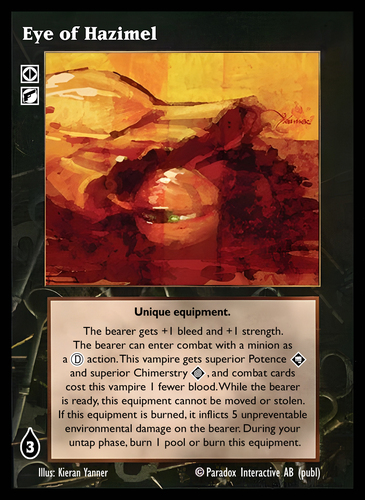 Eye of Hazimel
Unique equipment.
The bearer gets +1 bleed and +1 strength.
The bearer can enter combat with a minion as
a D action. This vampire gets superior Potence
and superior Chimerstry , and combat cards
cost this vampire 1 fewer blood. While the bearer
is ready, this equipment cannot be moved or stolen.
If this equipment is burned, it inflicts 5 unpreventable
environmental damage on the bearer. During your
untap phase, burn 1 pool or burn this equipment.
3
Illus: Kieran Yanner
© Paradox Interactive AB (publ)